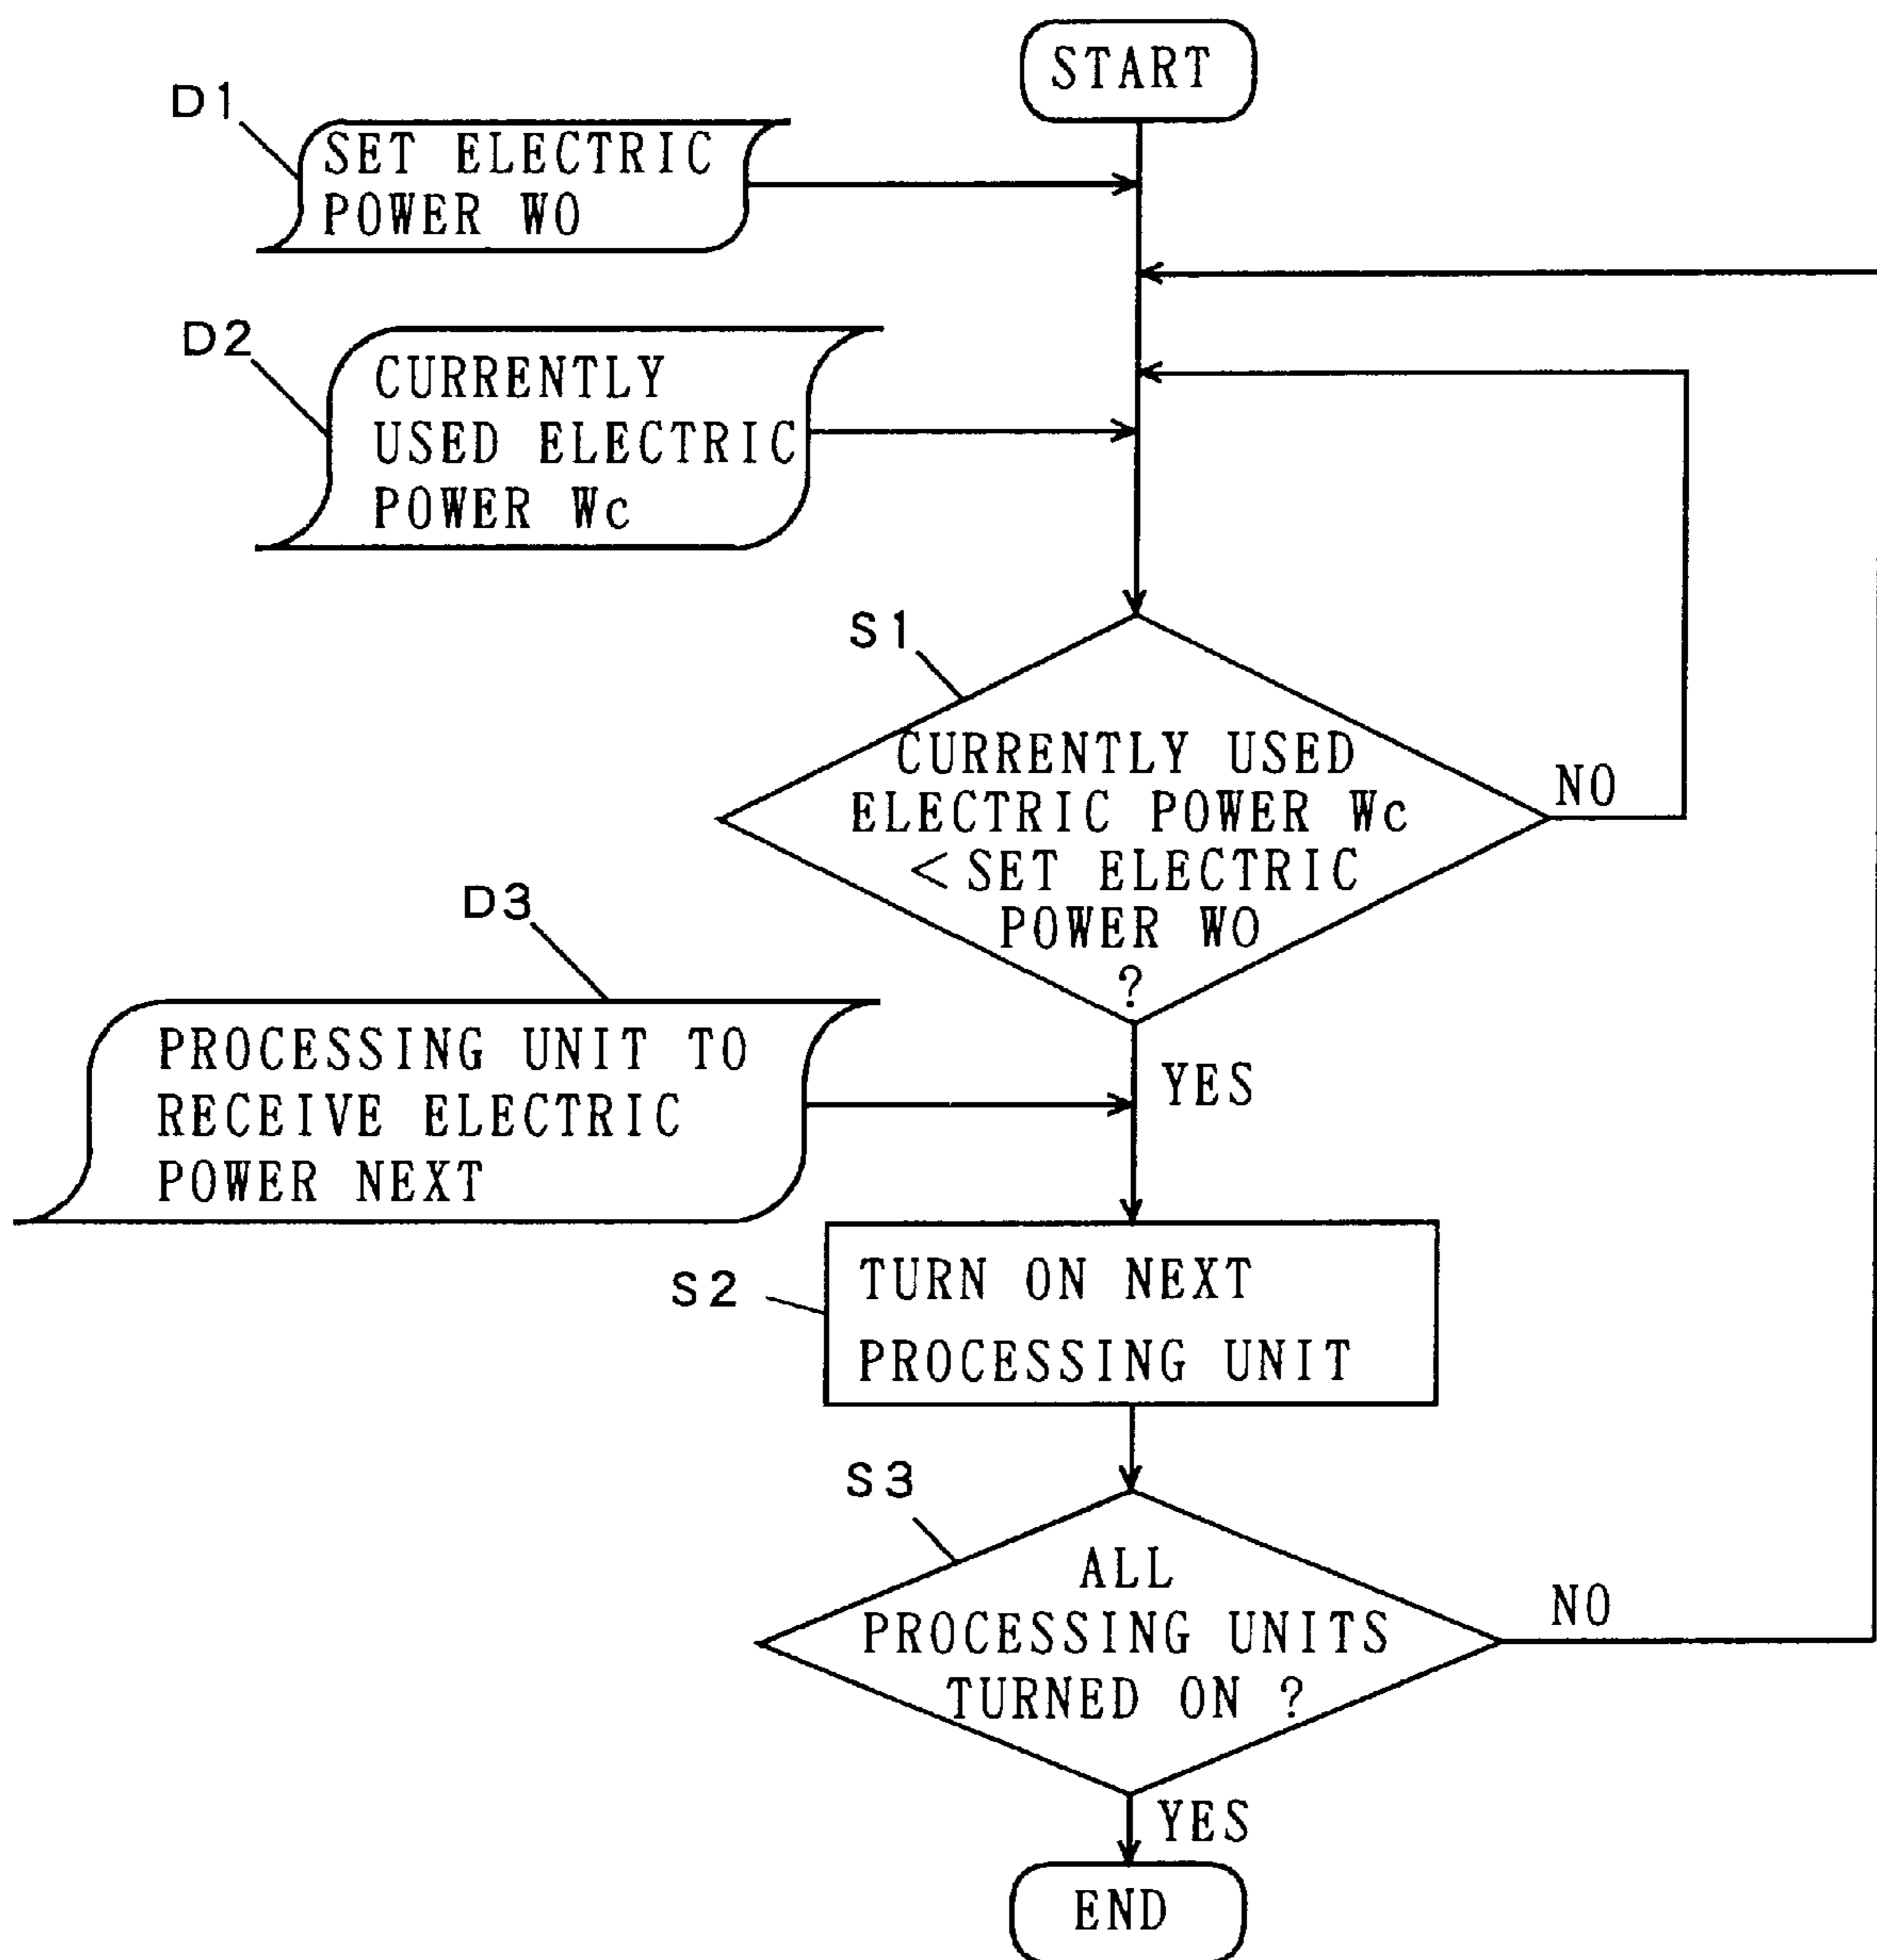 START
D1
SET ELECTRIC
POWER WO
D2
CURRENTLY
USED ELECTRIC
POWER Wc
S1
CURRENTLY USED
ELECTRIC POWER Wc
< SET ELECTRIC
POWER WO
?
NO
YES
D3
PROCESSING UNIT TO
RECEIVE ELECTRIC
POWER NEXT
S2
TURN ON NEXT
PROCESSING UNIT
S3
ALL
PROCESSING UNITS
TURNED ON ?
NO
YES
END